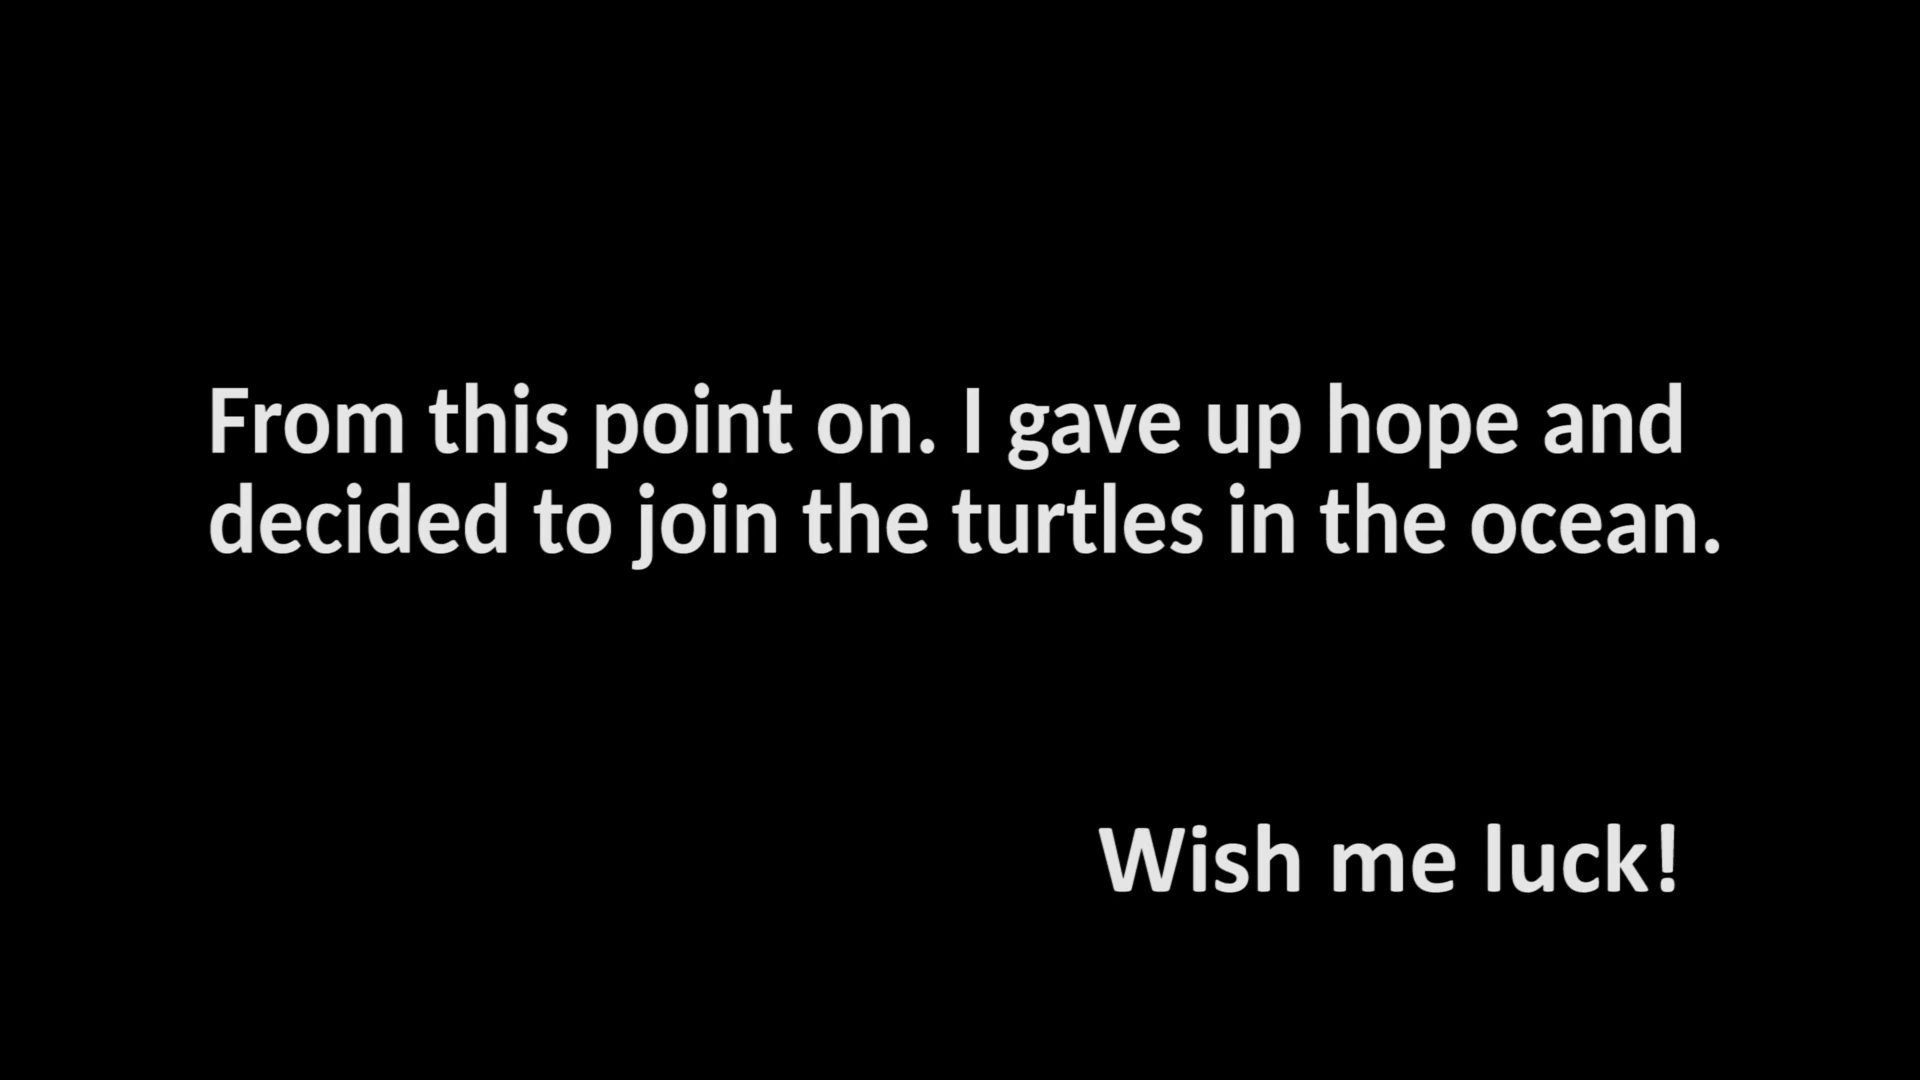 From this point on. I gave up hope and
decided to join the turtles in the ocean.
Wish me luck!